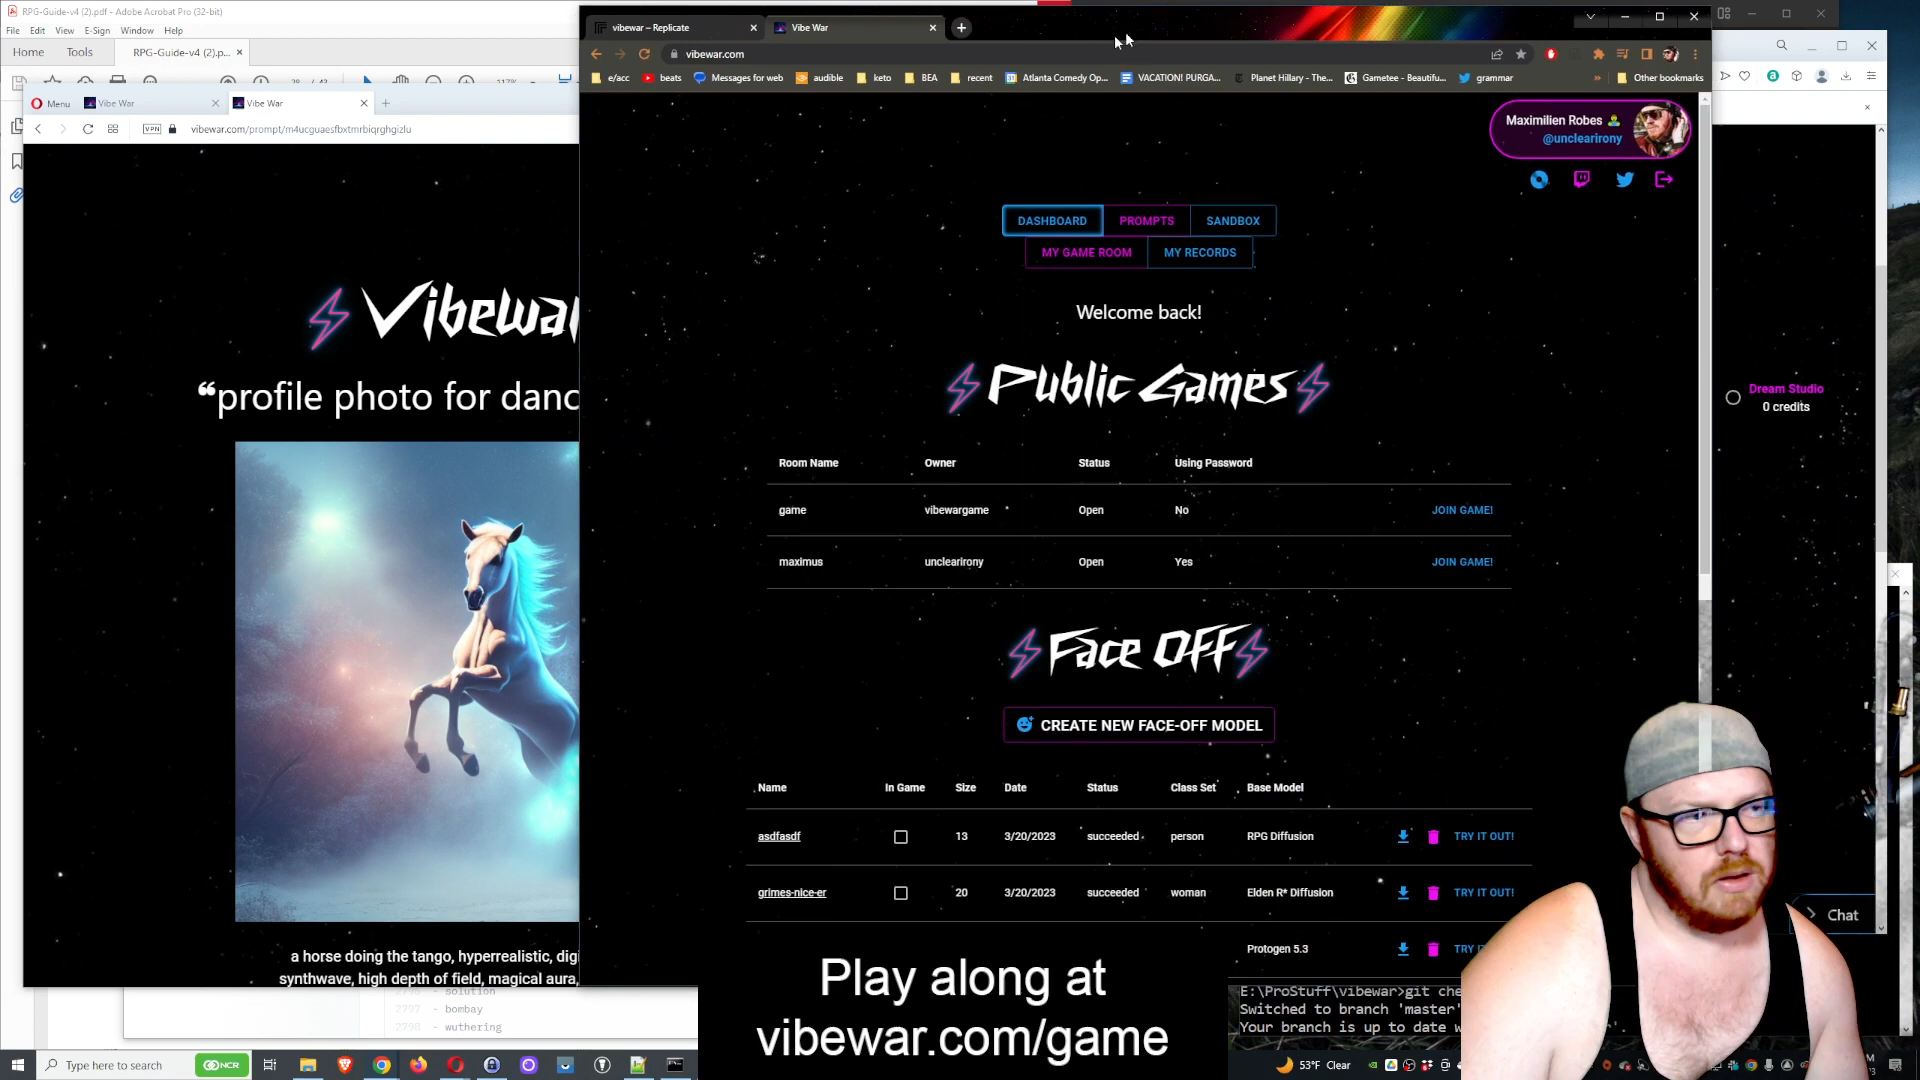 RPG-Guide-v4 (2).pdf - Adobe Acrobat Pro (32-bit)
File Edit View E-Sign Window Help
Home Tools RPG-Guide-v4 (2).p...
Menu Vibe War Vibe War
VPN vibewar.com/prompt/m4ucguaesfbxtmrbiqrghgizlu
Vibewar
“profile photo for danc
a horse doing the tango, hyperrealistic, digi
synthwave, high depth of field, magical aura,
- solution
2797 - bombay
2798 - wuthering
vibewar – Replicate Vibe War
vibewar.com
e/acc beats Messages for web audible keto BEA recent Atlanta Comedy Op... VACATION! PURGA... Planet Hillary - The... Gametee - Beautifu... grammar » Other bookmarks
Maximilien Robes
@unclearirony
DASHBOARD PROMPTS SANDBOX
MY GAME ROOM MY RECORDS
Welcome back!
Public Games
Room Name Owner Status Using Password
game vibewargame Open No JOIN GAME!
maximus unclearirony Open Yes JOIN GAME!
Face Off
CREATE NEW FACE-OFF MODEL
Name In Game Size Date Status Class Set Base Model
asdfasdf 13 3/20/2023 succeeded person RPG Diffusion TRY IT OUT!
grimes-nice-er 20 3/20/2023 succeeded woman Elden R* Diffusion TRY IT OUT!
Protogen 5.3 TRY
Dream Studio
0 credits
Chat
Play along at
vibewar.com/game
E:\ProStuff\vibewar>git che
Switched to branch 'master'
Your branch is up to date w
Type here to search NCR
53°F Clear